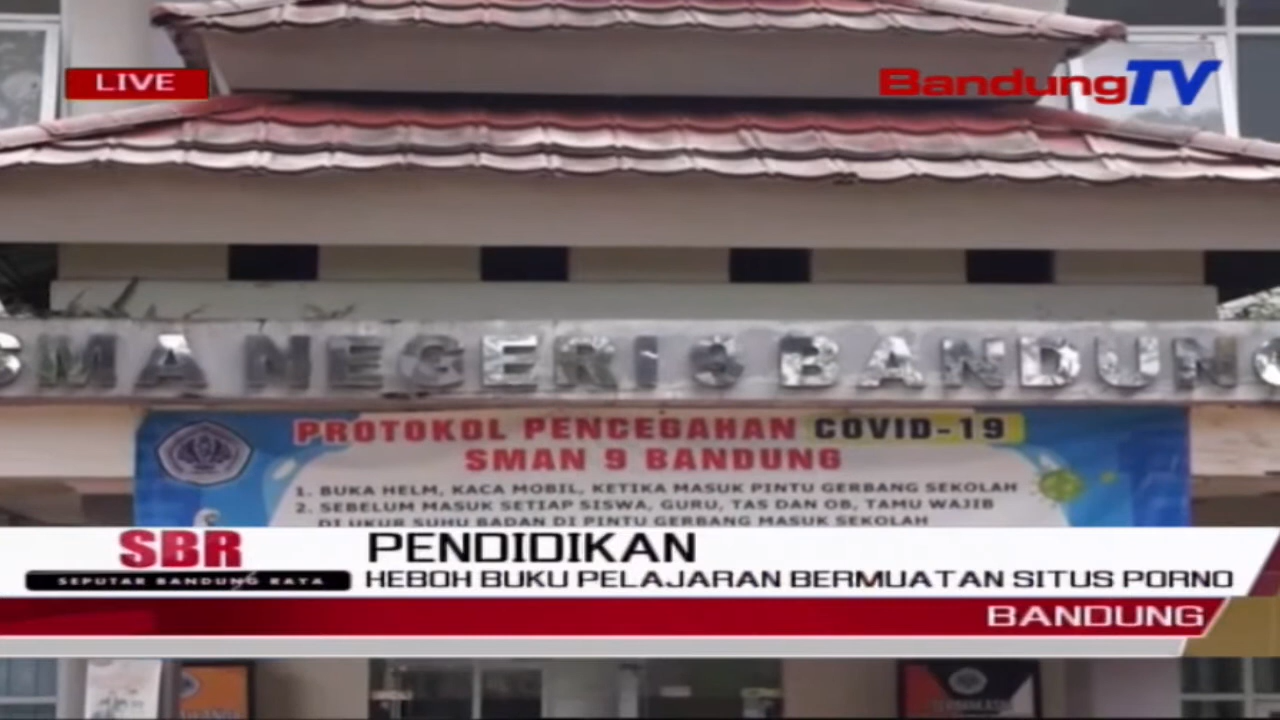 LIVE
BandungTV
SMA NEGERI 9 BANDUNG
PROTOKOL PENCEGAHAN COVID-19
SMAN 9 BANDUNG
1. BUKA HELM, KACA MOBIL, KETIKA MASUK PINTU GERBANG SEKOLAH
2. SEBELUM MASUK SETIAP SISWA, GURU, TAS DAN OB, TAMU WAJIB
DI UKUR SUHU BADAN DI PINTU GERBANG MASUK SEKOLAH
SBR
SEPUTAR BANDUNG RAYA
PENDIDIKAN
HEBOH BUKU PELAJARAN BERMUATAN SITUS PORNO
BANDUNG